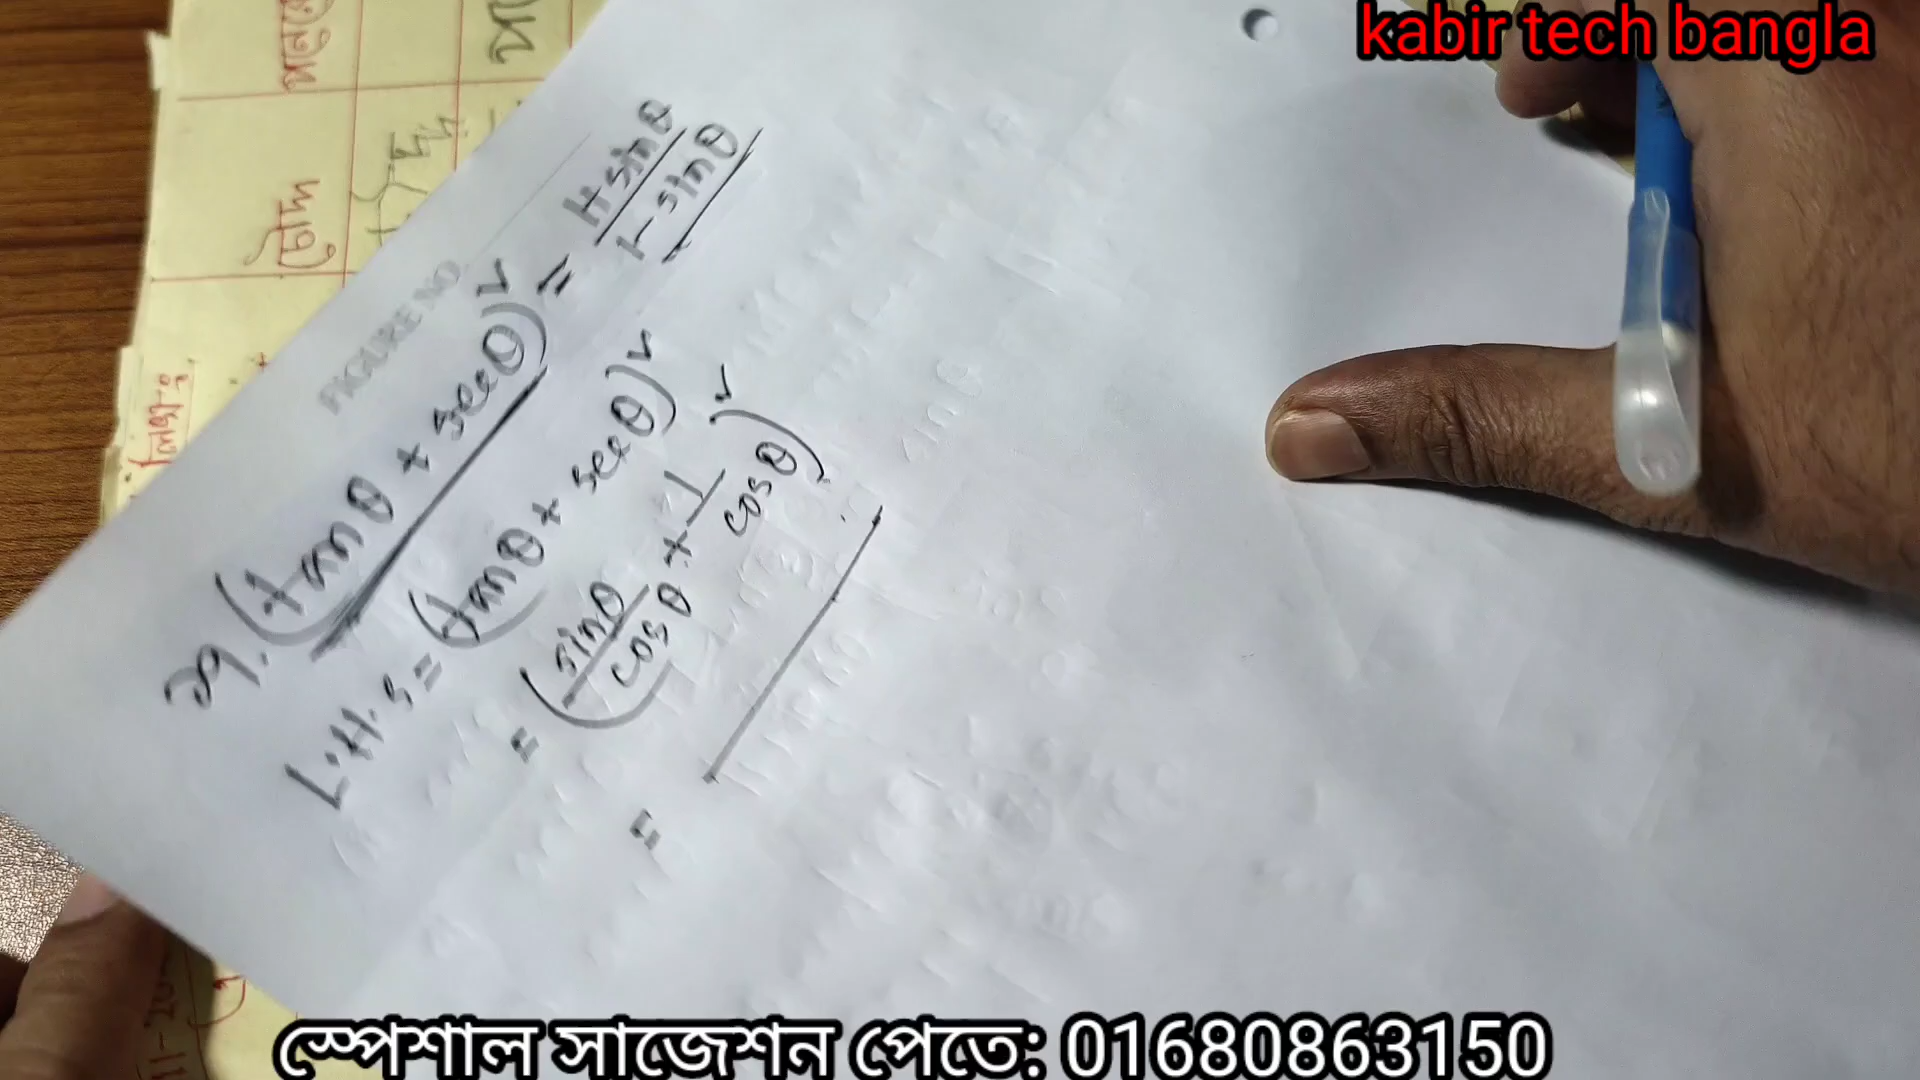 kabir tech bangla
FIGURE NO
২৭. (tanθ + secθ)² = 1+sinθ / 1-sinθ
L.H.S = (tanθ + secθ)²
= (sinθ / cosθ + 1 / cosθ)²
=
স্পেশাল সাজেশন পেতে: 01680863150